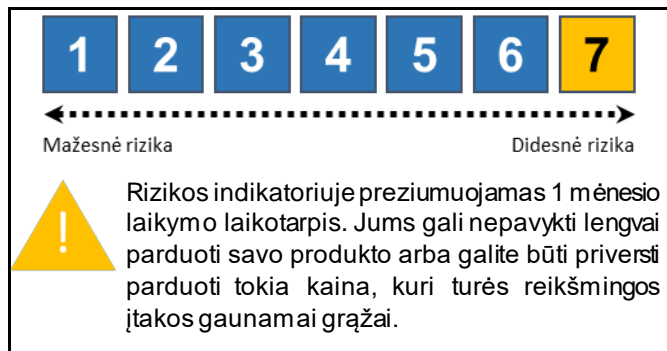 1 2 3 4 5 6 7
Mažesnė rizika Didesnė rizika
!
Rizikos indikatoriuje preziumuojamas 1 mėnesio
laikymo laikotarpis. Jums gali nepavykti lengvai
parduoti savo produkto arba galite būti priversti
parduoti tokia kaina, kuri turės reikšmingos
įtakos gaunamai grąžai.